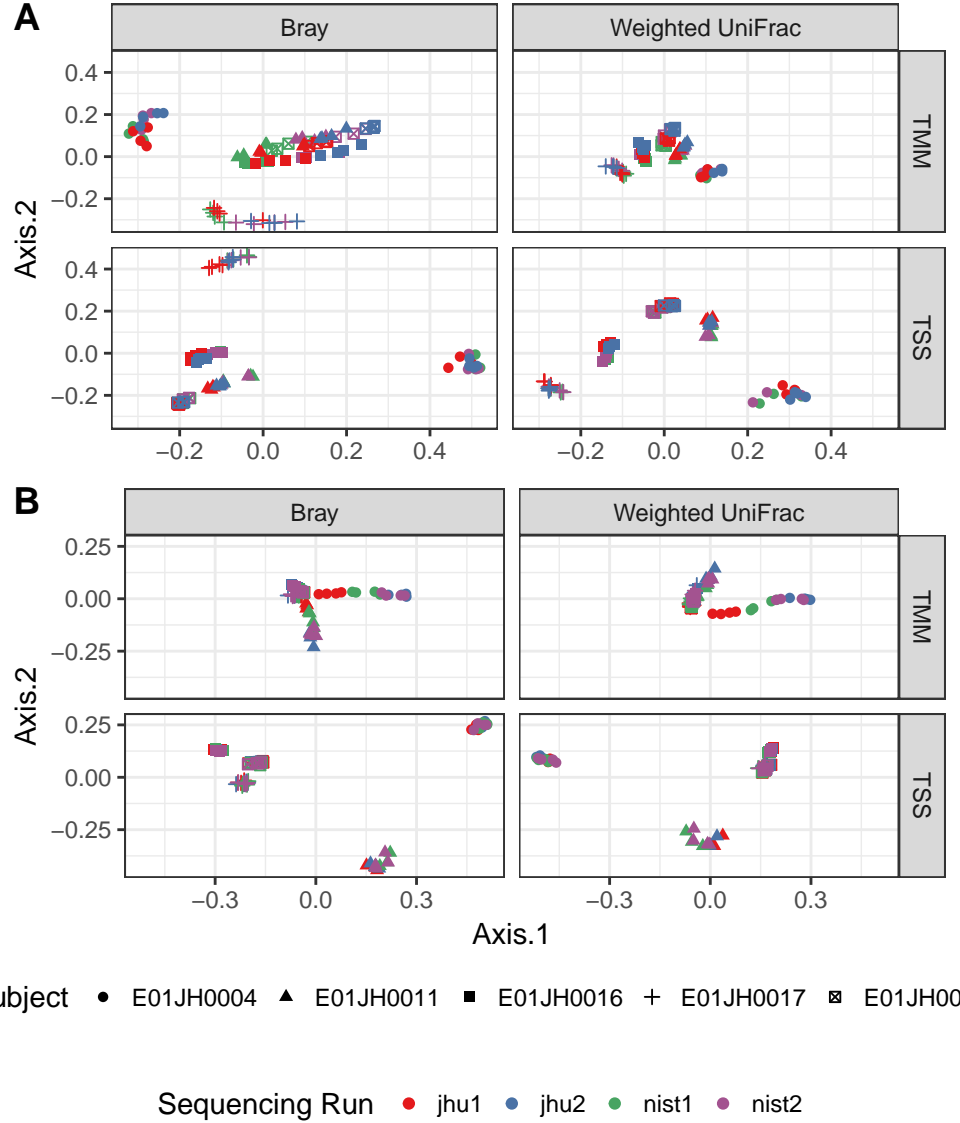 A
Bray
Weighted UniFrac
0.4
0.2
0.0
−0.2
TMM
0.4
0.2
0.0
−0.2
TSS
Axis.2
−0.2 0.0 0.2 0.4
−0.2 0.0 0.2 0.4
B
Bray
Weighted UniFrac
0.25
0.00
−0.25
TMM
0.25
0.00
−0.25
TSS
Axis.2
−0.3 0.0 0.3
−0.3 0.0 0.3
Axis.1
ubject E01JH0004 E01JH0011 E01JH0016 E01JH0017 E01JH00
Sequencing Run jhu1 jhu2 nist1 nist2